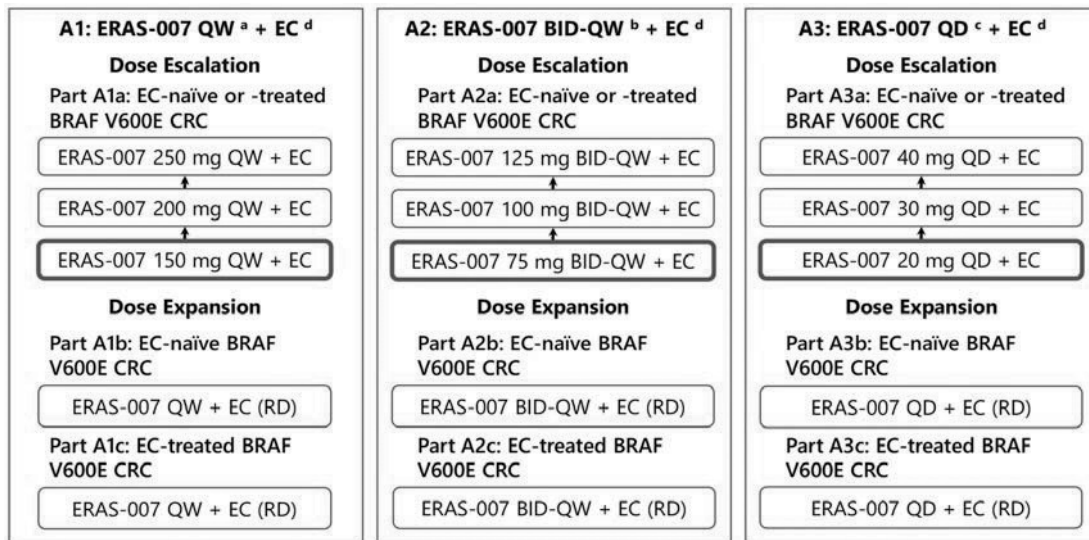 A1: ERAS-007 QW ᵃ + EC ᵈ
Dose Escalation
Part A1a: EC-naïve or -treated
BRAF V600E CRC
ERAS-007 250 mg QW + EC
ERAS-007 200 mg QW + EC
ERAS-007 150 mg QW + EC
Dose Expansion
Part A1b: EC-naïve BRAF
V600E CRC
ERAS-007 QW + EC (RD)
Part A1c: EC-treated BRAF
V600E CRC
ERAS-007 QW + EC (RD)
A2: ERAS-007 BID-QW ᵇ + EC ᵈ
Dose Escalation
Part A2a: EC-naïve or -treated
BRAF V600E CRC
ERAS-007 125 mg BID-QW + EC
ERAS-007 100 mg BID-QW + EC
ERAS-007 75 mg BID-QW + EC
Dose Expansion
Part A2b: EC-naïve BRAF
V600E CRC
ERAS-007 BID-QW + EC (RD)
Part A2c: EC-treated BRAF
V600E CRC
ERAS-007 BID-QW + EC (RD)
A3: ERAS-007 QD ᶜ + EC ᵈ
Dose Escalation
Part A3a: EC-naïve or -treated
BRAF V600E CRC
ERAS-007 40 mg QD + EC
ERAS-007 30 mg QD + EC
ERAS-007 20 mg QD + EC
Dose Expansion
Part A3b: EC-naïve BRAF
V600E CRC
ERAS-007 QD + EC (RD)
Part A3c: EC-treated BRAF
V600E CRC
ERAS-007 QD + EC (RD)